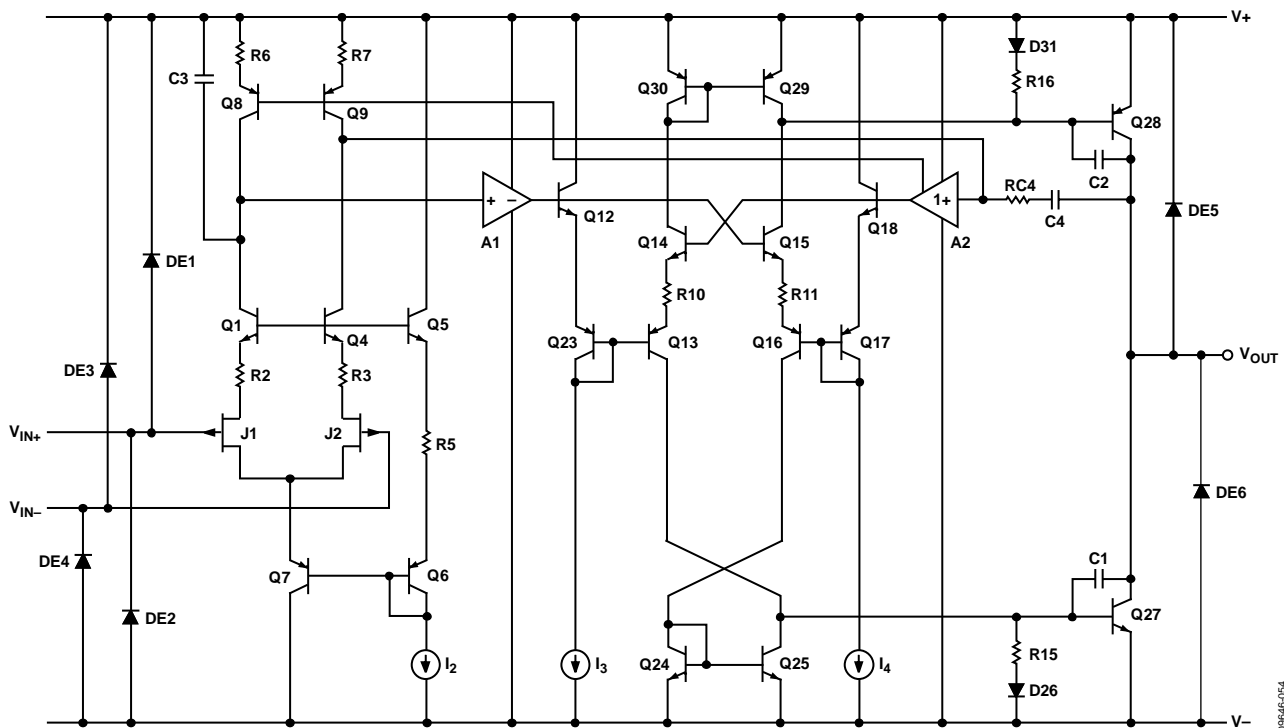 V+
R6
R7
D31
C3
Q30
Q29
R16
Q8
Q9
Q28
C2
+
−
1+
RC4
C4
Q12
Q18
A1
A2
DE5
Q14
Q15
DE1
R10
R11
Q1
Q4
Q5
Q23
Q13
Q16
Q17
VOUT
DE3
R2
R3
VIN+
J1
J2
R5
DE6
VIN−
DE4
Q7
Q6
C1
DE2
Q27
R15
I2
I3
Q24
Q25
I4
D26
V−
09646-054